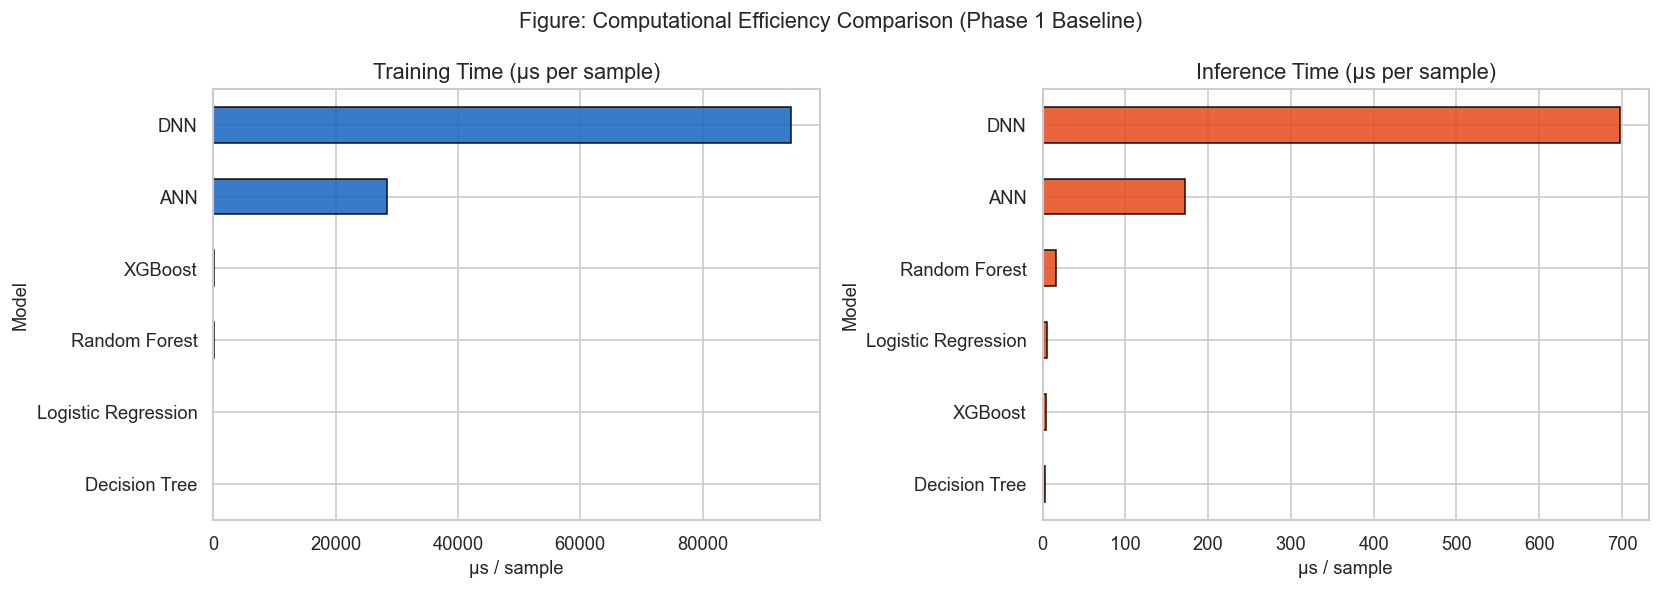 Figure: Computational Efficiency Comparison (Phase 1 Baseline)
Training Time (µs per sample)
Model
DNN
ANN
XGBoost
Random Forest
Logistic Regression
Decision Tree
0 20000 40000 60000 80000
µs / sample
Inference Time (µs per sample)
Model
DNN
ANN
Random Forest
Logistic Regression
XGBoost
Decision Tree
0 100 200 300 400 500 600 700
µs / sample